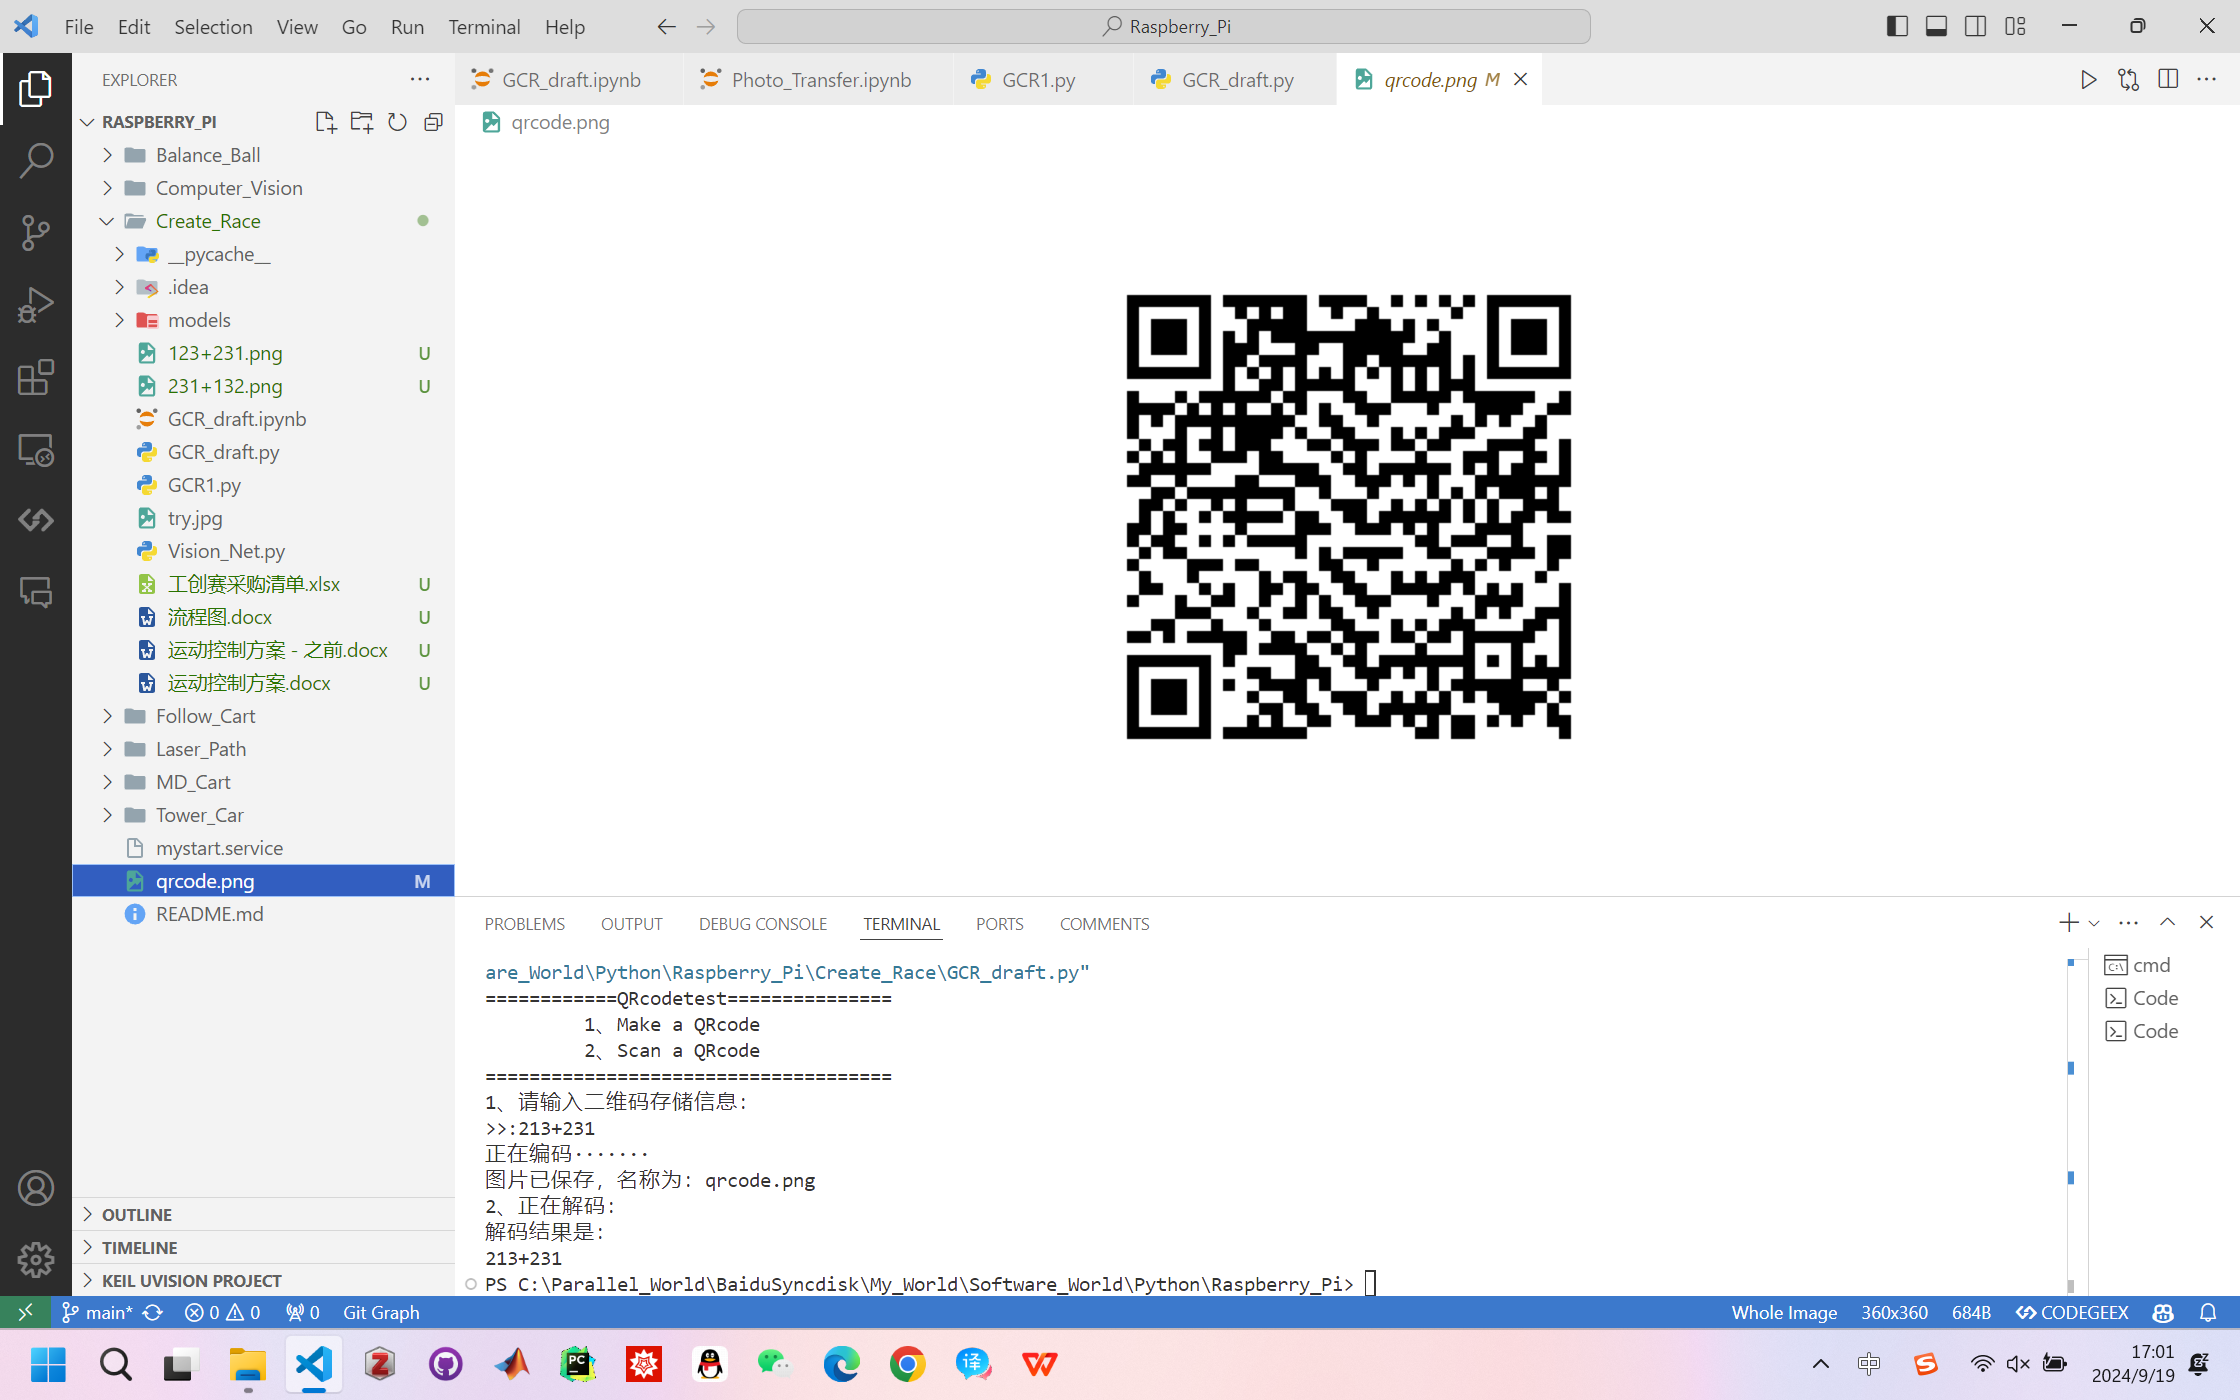 File Edit Selection View Go Run Terminal Help
Raspberry_Pi
EXPLORER
GCR_draft.ipynb
Photo_Transfer.ipynb
GCR1.py
GCR_draft.py
qrcode.png M
RASPBERRY_PI
qrcode.png
Balance_Ball
Computer_Vision
Create_Race
__pycache__
.idea
models
123+231.png U
231+132.png U
GCR_draft.ipynb
GCR_draft.py
GCR1.py
try.jpg
Vision_Net.py
工创赛采购清单.xlsx U
流程图.docx U
运动控制方案 - 之前.docx U
运动控制方案.docx U
Follow_Cart
Laser_Path
MD_Cart
Tower_Car
mystart.service
qrcode.png M
README.md
OUTLINE
TIMELINE
KEIL UVISION PROJECT
PROBLEMS OUTPUT DEBUG CONSOLE TERMINAL PORTS COMMENTS
are_World\Python\Raspberry_Pi\Create_Race\GCR_draft.py"
============QRcodetest===============
1、Make a QRcode
2、Scan a QRcode
=====================================
1、请输入二维码存储信息：
>>:213+231
正在编码·······
图片已保存，名称为：qrcode.png
2、正在解码：
解码结果是：
213+231
PS C:\Parallel_World\BaiduSyncdisk\My_World\Software_World\Python\Raspberry_Pi>
cmd
Code
Code
main* 0 0 0 Git Graph
Whole Image 360x360 684B CODEGEEX
中
译
17:01
2024/9/19